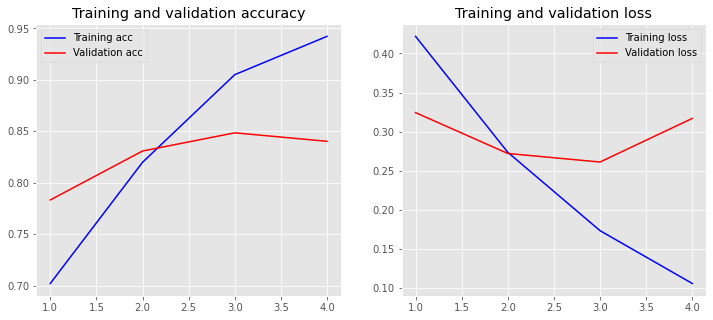 Training and validation accuracy
Training acc
Validation acc
0.95
0.90
0.85
0.80
0.75
0.70
1.0 1.5 2.0 2.5 3.0 3.5 4.0
Training and validation loss
Training loss
Validation loss
0.40
0.35
0.30
0.25
0.20
0.15
0.10
1.0 1.5 2.0 2.5 3.0 3.5 4.0